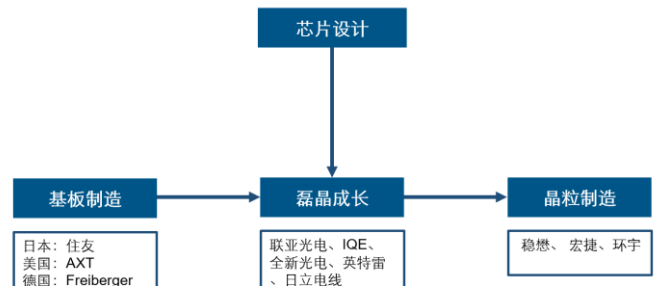 芯片设计
基板制造
磊晶成长
晶粒制造
日本：住友
美国：AXT
德国：Freiberger
联亚光电、IQE、
全新光电、英特雷
、日立电线
稳懋、 宏捷、环宇